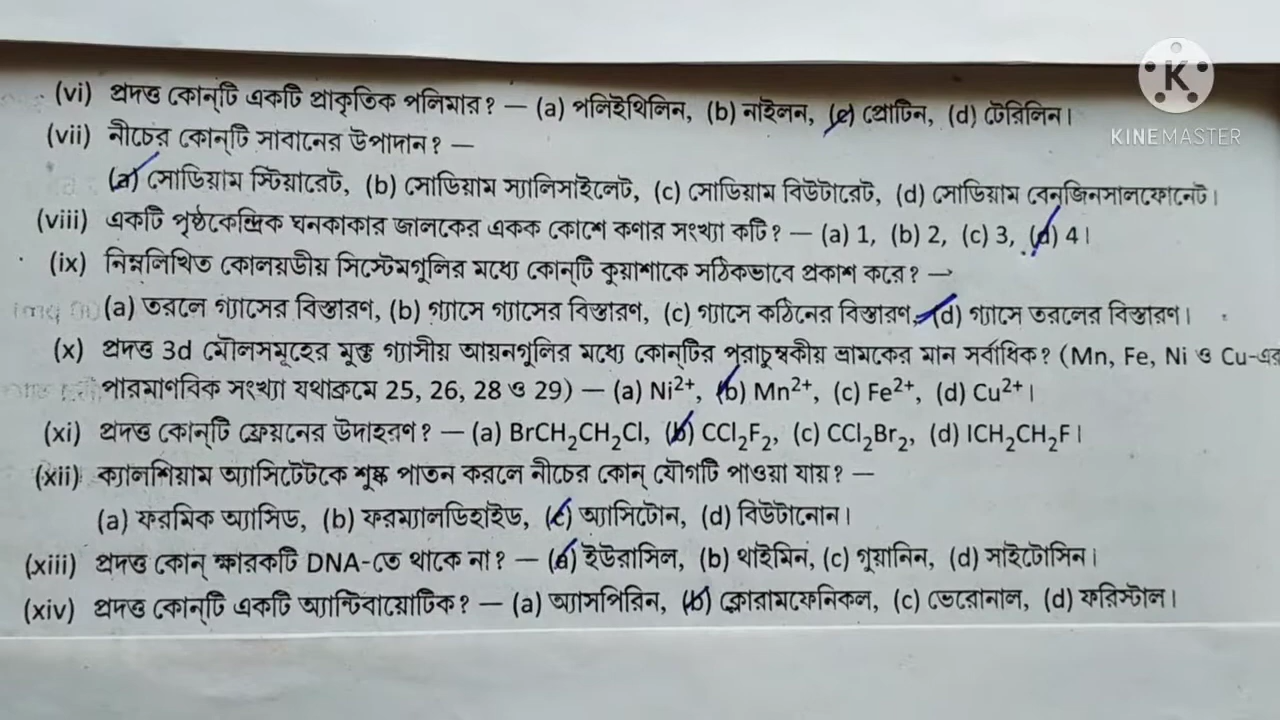 (vi) প্রদত্ত কোন্‌টি একটি প্রাকৃতিক পলিমার? — (a) পলিইথিলিন, (b) নাইলন, (c) প্রোটিন, (d) টেরিলিন।
KINEMASTER
(vii) নীচের কোন্‌টি সাবানের উপাদান? —
(a) সোডিয়াম স্টিয়ারেট, (b) সোডিয়াম স্যালিসাইলেট, (c) সোডিয়াম বিউটারেট, (d) সোডিয়াম বেন্‌জিনসালফোনেট।
(viii) একটি পৃষ্ঠকেন্দ্রিক ঘনকাকার জালকের একক কোশে কণার সংখ্যা কটি? — (a) 1, (b) 2, (c) 3, (d) 4।
(ix) নিম্নলিখিত কোলয়ডীয় সিস্টেমগুলির মধ্যে কোন্‌টি কুয়াশাকে সঠিকভাবে প্রকাশ করে? —
(a) তরলে গ্যাসের বিস্তারণ, (b) গ্যাসে গ্যাসের বিস্তারণ, (c) গ্যাসে কঠিনের বিস্তারণ, (d) গ্যাসে তরলের বিস্তারণ।
(x) প্রদত্ত 3d মৌলসমূহের মুক্ত গ্যাসীয় আয়নগুলির মধ্যে কোন্‌টির পরাচুম্বকীয় ভ্রামকের মান সর্বাধিক? (Mn, Fe, Ni ও Cu-এর
পারমাণবিক সংখ্যা যথাক্রমে 25, 26, 28 ও 29) — (a) Ni²⁺, (b) Mn²⁺, (c) Fe²⁺, (d) Cu²⁺।
(xi) প্রদত্ত কোন্‌টি ফ্রেয়নের উদাহরণ? — (a) BrCH₂CH₂Cl, (b) CCl₂F₂, (c) CCl₂Br₂, (d) ICH₂CH₂F।
(xii) ক্যালশিয়াম অ্যাসিটেটকে শুষ্ক পাতন করলে নীচের কোন্ যৌগটি পাওয়া যায়? —
(a) ফরমিক অ্যাসিড, (b) ফরম্যালডিহাইড, (c) অ্যাসিটোন, (d) বিউটানোন।
(xiii) প্রদত্ত কোন্ ক্ষারকটি DNA-তে থাকে না? — (a) ইউরাসিল, (b) থাইমিন, (c) গুয়ানিন, (d) সাইটোসিন।
(xiv) প্রদত্ত কোন্‌টি একটি অ্যান্টিবায়োটিক? — (a) অ্যাসপিরিন, (b) ক্লোরামফেনিকল, (c) ভেরোনাল, (d) ফরিস্টাল।